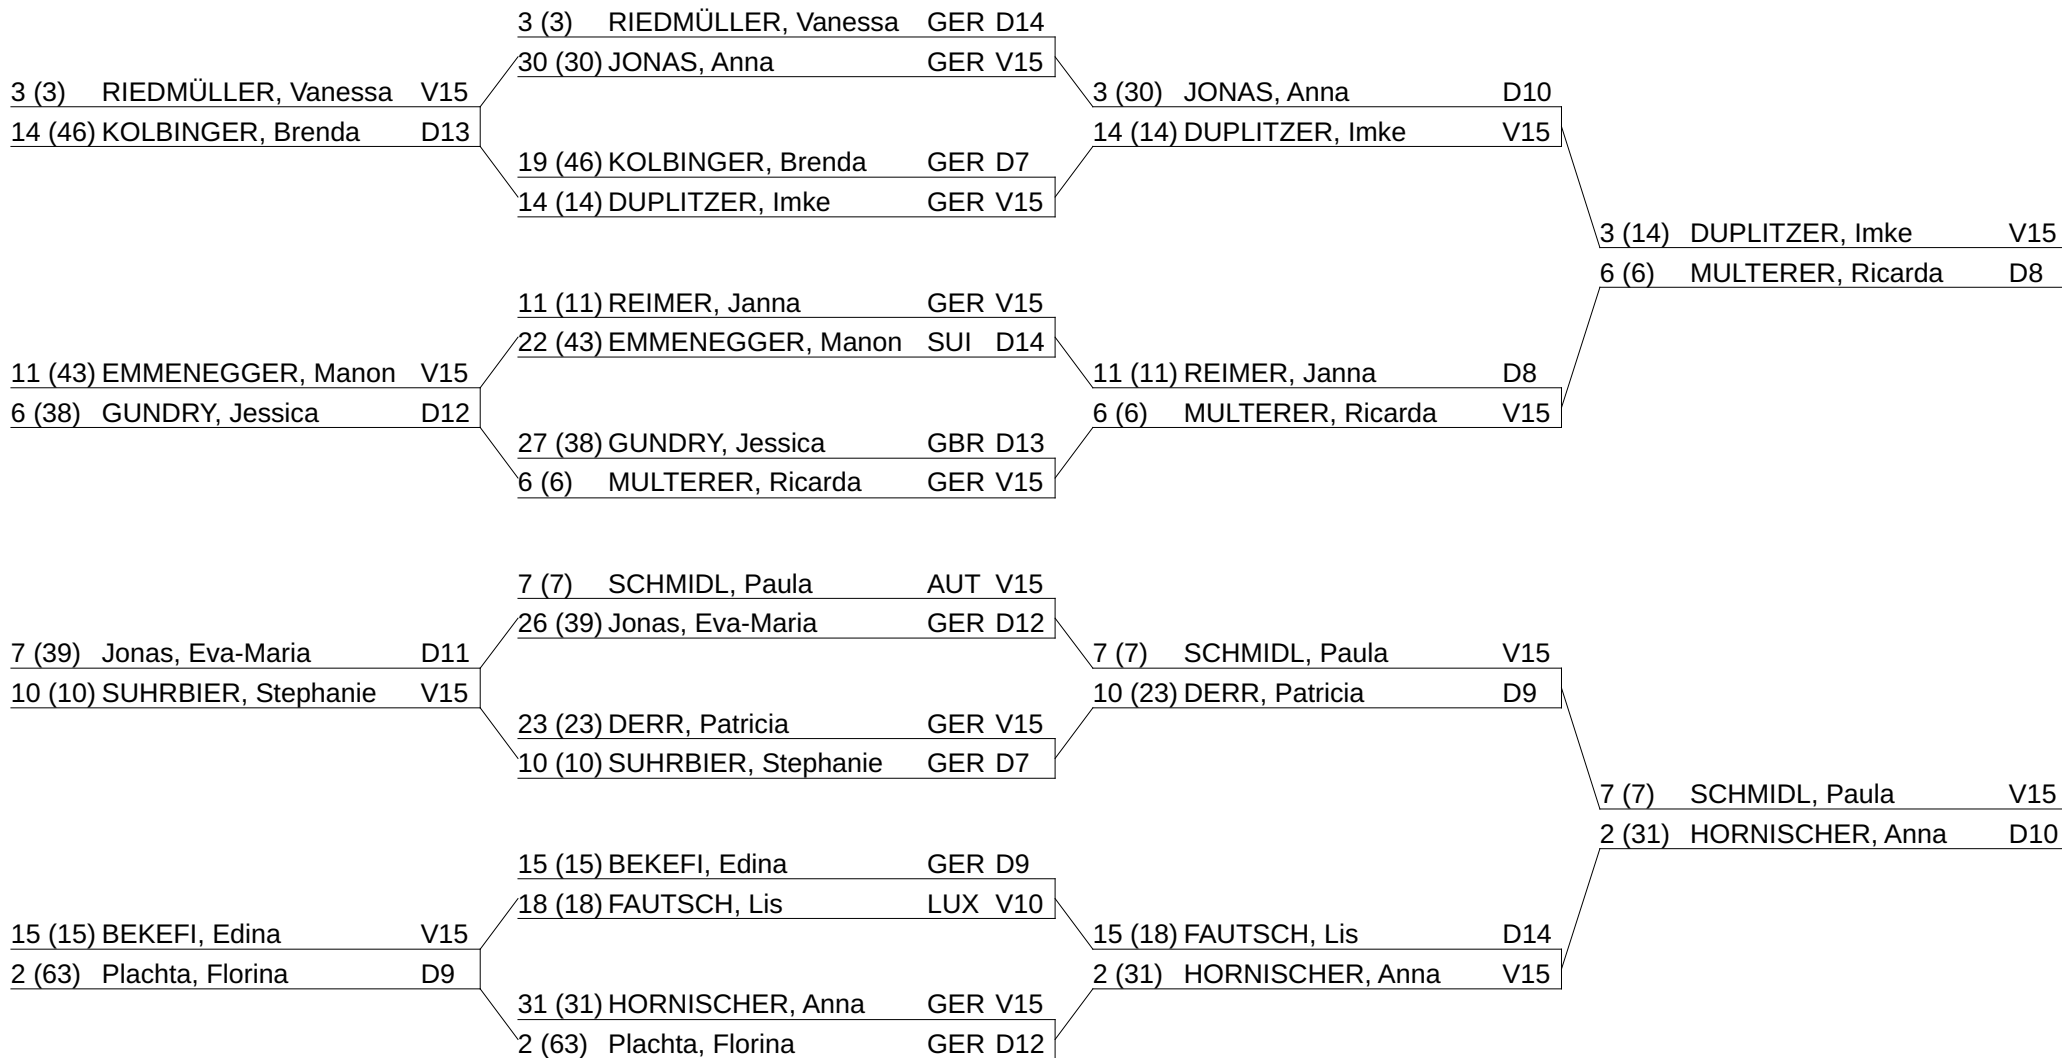 3 (3) RIEDMÜLLER, Vanessa GER D14
30 (30) JONAS, Anna GER V15
3 (3) RIEDMÜLLER, Vanessa V15
3 (30) JONAS, Anna D10
14 (46) KOLBINGER, Brenda D13
14 (14) DUPLITZER, Imke V15
19 (46) KOLBINGER, Brenda GER D7
14 (14) DUPLITZER, Imke GER V15
3 (14) DUPLITZER, Imke V15
6 (6) MULTERER, Ricarda D8
11 (11) REIMER, Janna GER V15
22 (43) EMMENEGGER, Manon SUI D14
11 (43) EMMENEGGER, Manon V15
11 (11) REIMER, Janna D8
6 (38) GUNDRY, Jessica D12
6 (6) MULTERER, Ricarda V15
27 (38) GUNDRY, Jessica GBR D13
6 (6) MULTERER, Ricarda GER V15
7 (7) SCHMIDL, Paula AUT V15
26 (39) Jonas, Eva-Maria GER D12
7 (39) Jonas, Eva-Maria D11
7 (7) SCHMIDL, Paula V15
10 (10) SUHRBIER, Stephanie V15
10 (23) DERR, Patricia D9
23 (23) DERR, Patricia GER V15
10 (10) SUHRBIER, Stephanie GER D7
7 (7) SCHMIDL, Paula V15
2 (31) HORNISCHER, Anna D10
15 (15) BEKEFI, Edina GER D9
18 (18) FAUTSCH, Lis LUX V10
15 (15) BEKEFI, Edina V15
15 (18) FAUTSCH, Lis D14
2 (63) Plachta, Florina D9
2 (31) HORNISCHER, Anna V15
31 (31) HORNISCHER, Anna GER V15
2 (63) Plachta, Florina GER D12